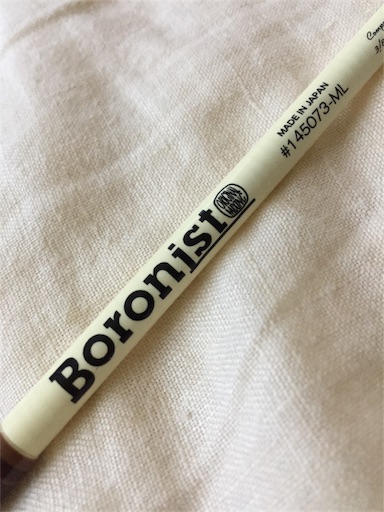 Boronist
MADE IN JAPAN
#145073-ML